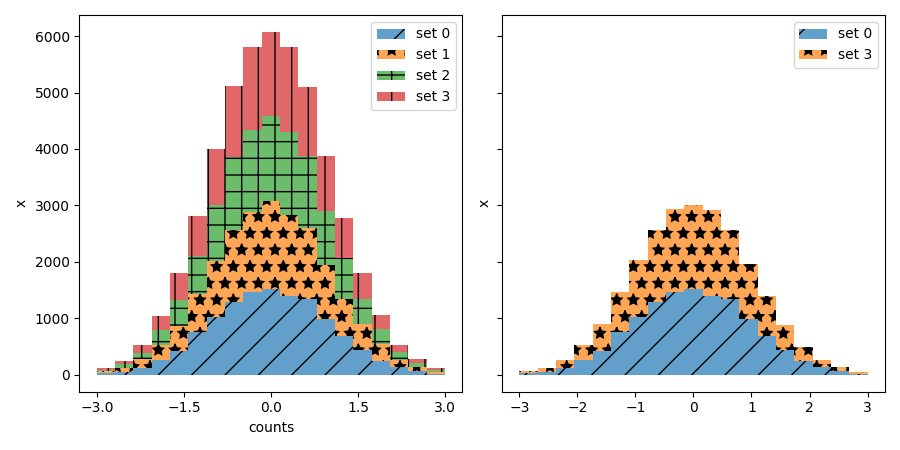 6000
5000
4000
3000
2000
1000
0
x
−3.0 −1.5 0.0 1.5 3.0
counts
set 0
set 1
set 2
set 3
x
−3 −2 −1 0 1 2 3
set 0
set 3